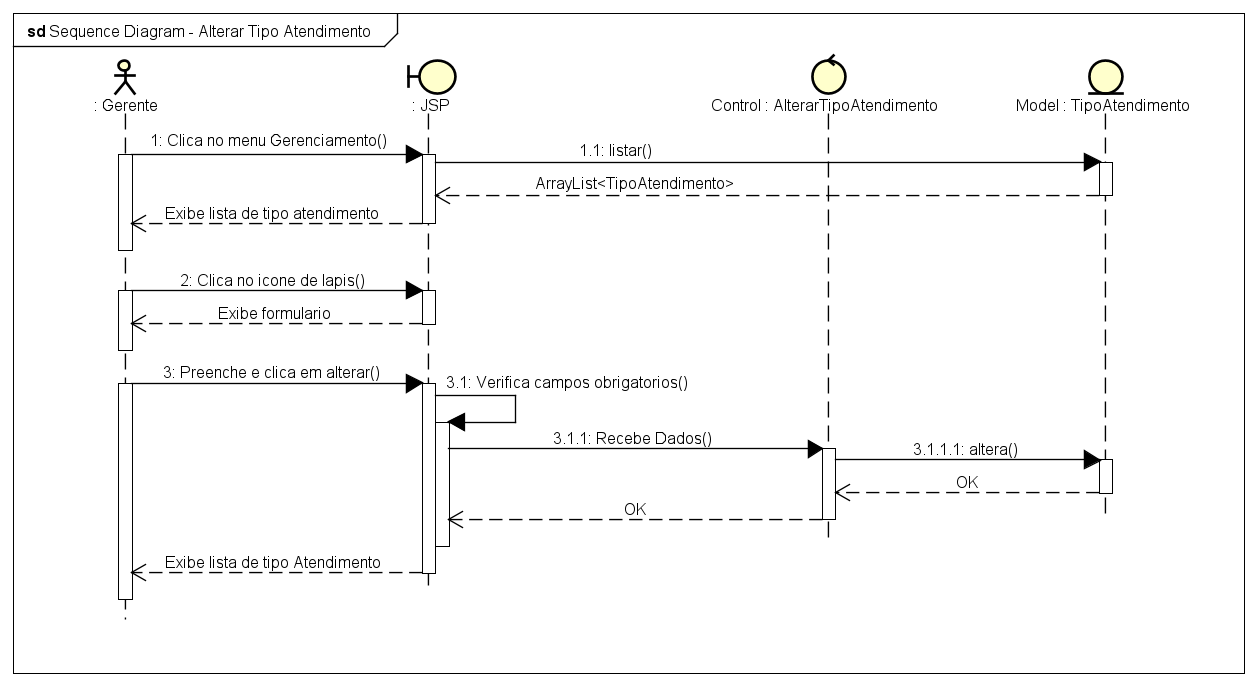 sd Sequence Diagram - Alterar Tipo Atendimento
: Gerente
: JSP
Control : AlterarTipoAtendimento
Model : TipoAtendimento
1: Clica no menu Gerenciamento()
1.1: listar()
ArrayList<TipoAtendimento>
Exibe lista de tipo atendimento
2: Clica no icone de lapis()
Exibe formulario
3: Preenche e clica em alterar()
3.1: Verifica campos obrigatorios()
3.1.1: Recebe Dados()
3.1.1.1: altera()
OK
OK
Exibe lista de tipo Atendimento